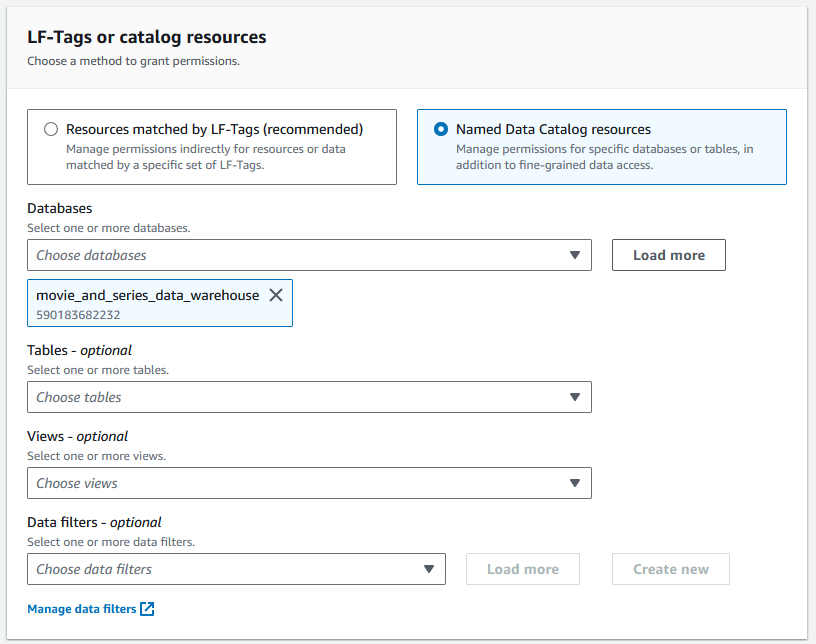 LF-Tags or catalog resources
Choose a method to grant permissions.
Resources matched by LF-Tags (recommended)
Manage permissions indirectly for resources or data
matched by a specific set of LF-Tags.
Named Data Catalog resources
Manage permissions for specific databases or tables, in
addition to fine-grained data access.
Databases
Select one or more databases.
Choose databases
Load more
movie_and_series_data_warehouse
590183682232
Tables - optional
Select one or more tables.
Choose tables
Views - optional
Select one or more views.
Choose views
Data filters - optional
Select one or more data filters.
Choose data filters
Load more
Create new
Manage data filters